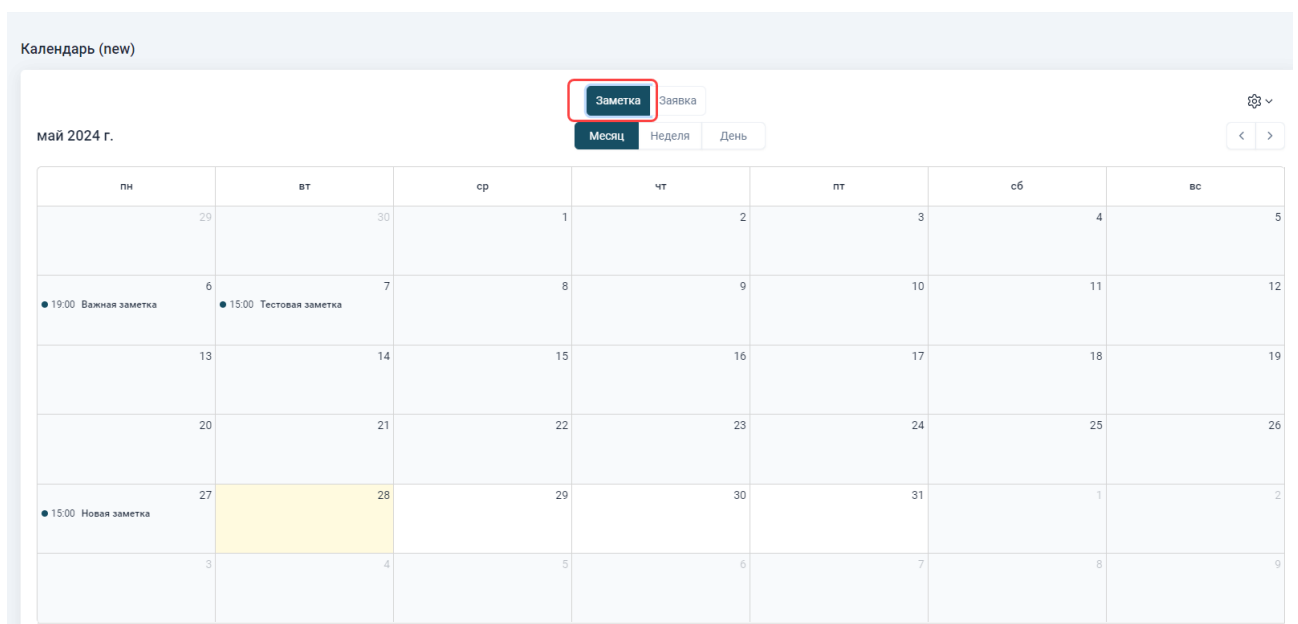 Календарь (new)
Заметка Заявка
май 2024 г. Месяц Неделя День
пн вт ср чт пт сб вс
29 30 1 2 3 4 5
6 7 8 9 10 11 12
19:00 Важная заметка 15:00 Тестовая заметка
13 14 15 16 17 18 19
20 21 22 23 24 25 26
27 28 29 30 31 1 2
15:00 Новая заметка
3 4 5 6 7 8 9